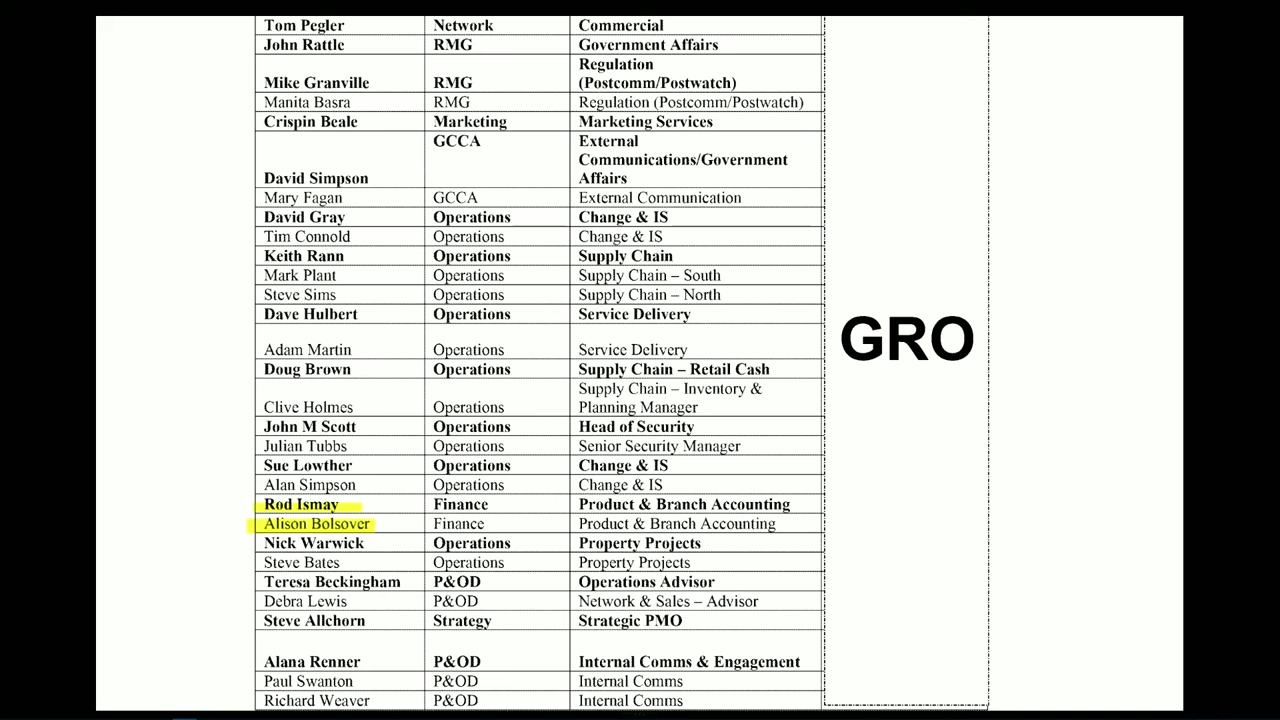 Tom Pegler Network Commercial
John Rattle RMG Government Affairs
Regulation
Mike Granville RMG (Postcomm/Postwatch)
Manita Basra RMG Regulation (Postcomm/Postwatch)
Crispin Beale Marketing Marketing Services
GCCA External
Communications/Government
David Simpson Affairs
Mary Fagan GCCA External Communication
David Gray Operations Change & IS
Tim Connold Operations Change & IS
Keith Rann Operations Supply Chain
Mark Plant Operations Supply Chain – South
Steve Sims Operations Supply Chain – North
Dave Hulbert Operations Service Delivery
GRO
Adam Martin Operations Service Delivery
Doug Brown Operations Supply Chain – Retail Cash
Supply Chain – Inventory &
Clive Holmes Operations Planning Manager
John M Scott Operations Head of Security
Julian Tubbs Operations Senior Security Manager
Sue Lowther Operations Change & IS
Alan Simpson Operations Change & IS
Rod Ismay Finance Product & Branch Accounting
Alison Bolsover Finance Product & Branch Accounting
Nick Warwick Operations Property Projects
Steve Bates Operations Property Projects
Teresa Beckingham P&OD Operations Advisor
Debra Lewis P&OD Network & Sales – Advisor
Steve Allchorn Strategy Strategic PMO
Alana Renner P&OD Internal Comms & Engagement
Paul Swanton P&OD Internal Comms
Richard Weaver P&OD Internal Comms